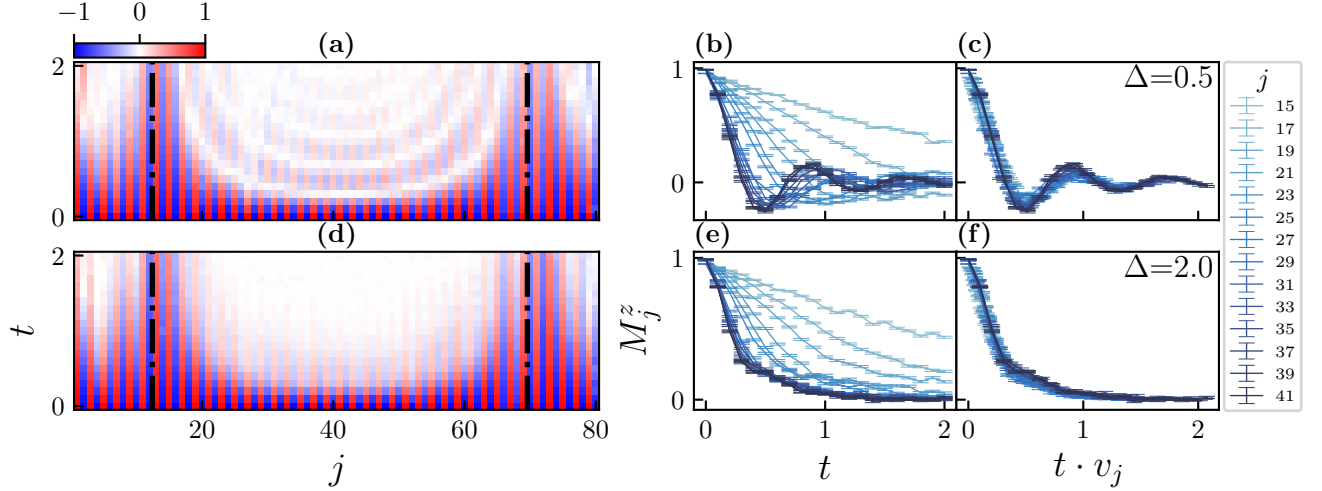 −1 0 1
(a) (b) (c)
2
0
t
1
0
Δ=0.5
(d) (e) (f)
2
0
20 40 60 80
j
M_j^z
1
0
0 1 2
t
Δ=2.0
0 1 2
t · v_j
j
15
17
19
21
23
25
27
29
31
33
35
37
39
41